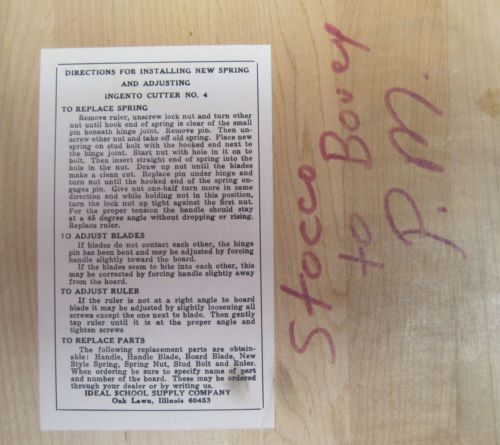 DIRECTIONS FOR INSTALLING NEW SPRING
AND ADJUSTING
INGENTO CUTTER NO. 4
TO REPLACE SPRING
Remove ruler, unscrew lock nut and turn other
nut until hook end of spring is clear of the small
pin beneath hinge joint. Remove pin. Then un-
screw other nut and take off old spring. Place new
spring on stud bolt with the hooked end next to
the hinge joint. Start nut with hole in it on to
bolt. Then insert straight end of spring into the
hole in the nut. Draw up nut until the blades
make a clean cut. Replace pin under hinge and
turn nut until the hooked end of the spring en-
gages pin. Give nut one-half turn more in same
direction and while holding nut in this position,
turn the lock nut up tight against the first nut.
For the proper tension the handle should stay
at a 45 degree angle without dropping or rising.
Replace ruler.
TO ADJUST BLADES
If blades do not contact each other, the hinge
pin has been bent and may be adjusted by forcing
handle slightly toward the board.
If the blades seem to bite into each other, this
may be corrected by forcing handle slightly away
from the board.
TO ADJUST RULER
If the ruler is not at a right angle to board
blade it may be adjusted by slightly loosening all
screws except the one next to blade. Then gently
tap ruler until it is at the proper angle and
tighten screws
TO REPLACE PARTS
The following replacement parts are obtain-
able: Handle, Handle Blade, Board Blade, New
Style Spring, Spring Nut, Stud Bolt and Ruler.
When ordering be sure to specify name of part
and number of the board. These may be ordered
through your dealer or by writing us.
IDEAL SCHOOL SUPPLY COMPANY
Oak Lawn, Illinois 60453
Stocco
to Bovey
P.M.